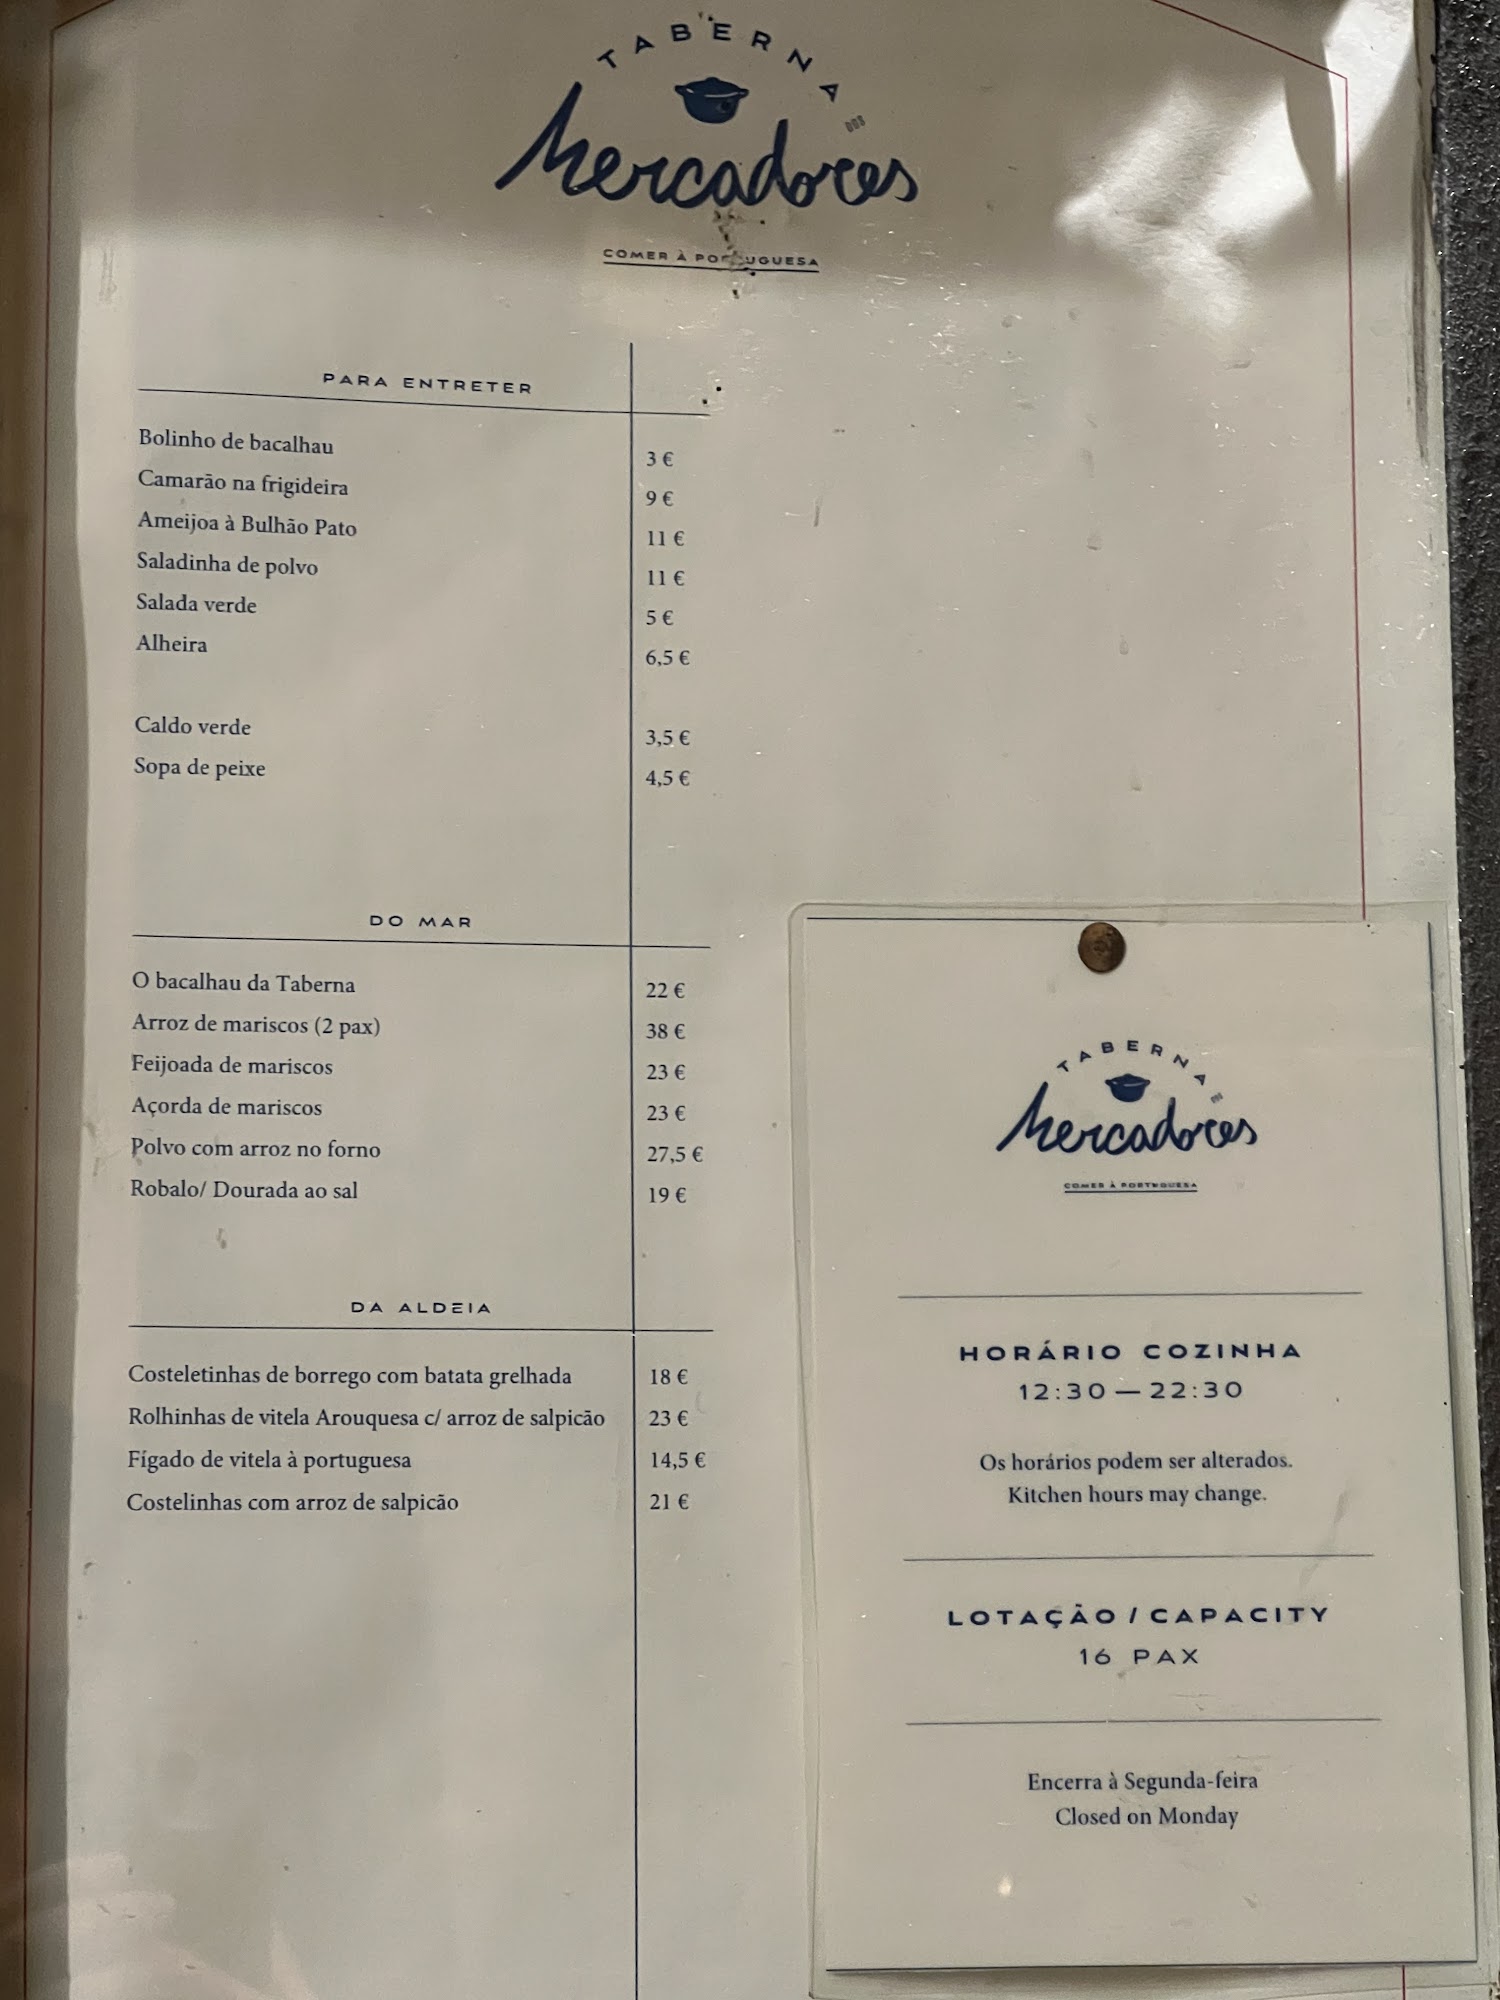 TABERNA
DOS
Mercadores
COMER À PORTUGUESA
PARA ENTRETER
Bolinho de bacalhau 3 €
Camarão na frigideira 9 €
Ameijoa à Bulhão Pato 11 €
Saladinha de polvo 11 €
Salada verde 5 €
Alheira 6,5 €
Caldo verde 3,5 €
Sopa de peixe 4,5 €
DO MAR
O bacalhau da Taberna 22 €
Arroz de mariscos (2 pax) 38 €
Feijoada de mariscos 23 €
Açorda de mariscos 23 €
Polvo com arroz no forno 27,5 €
Robalo/ Dourada ao sal 19 €
DA ALDEIA
Costeletinhas de borrego com batata grelhada 18 €
Rolhinhas de vitela Arouquesa c/ arroz de salpicão 23 €
Fígado de vitela à portuguesa 14,5 €
Costelinhas com arroz de salpicão 21 €
TABERNA
DOS
Mercadores
COMER À PORTUGUESA
HORÁRIO COZINHA
12:30 — 22:30
Os horários podem ser alterados.
Kitchen hours may change.
LOTAÇÃO / CAPACITY
16 PAX
Encerra à Segunda-feira
Closed on Monday